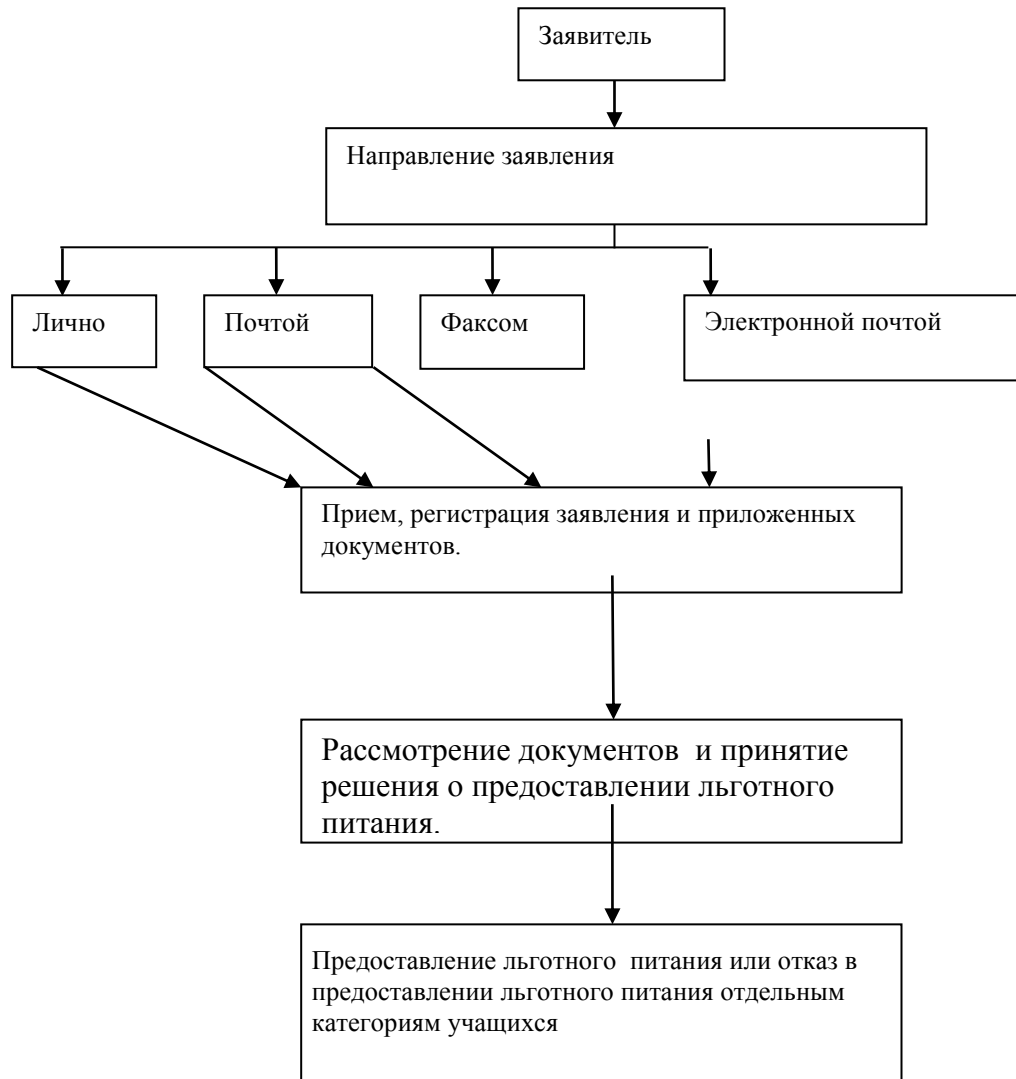 Заявитель
Направление заявления
Лично
Почтой
Факсом
Электронной почтой
Прием, регистрация заявления и приложенных
документов.
Рассмотрение документов и принятие
решения о предоставлении льготного
питания.
Предоставление льготного питания или отказ в
предоставлении льготного питания отдельным
категориям учащихся